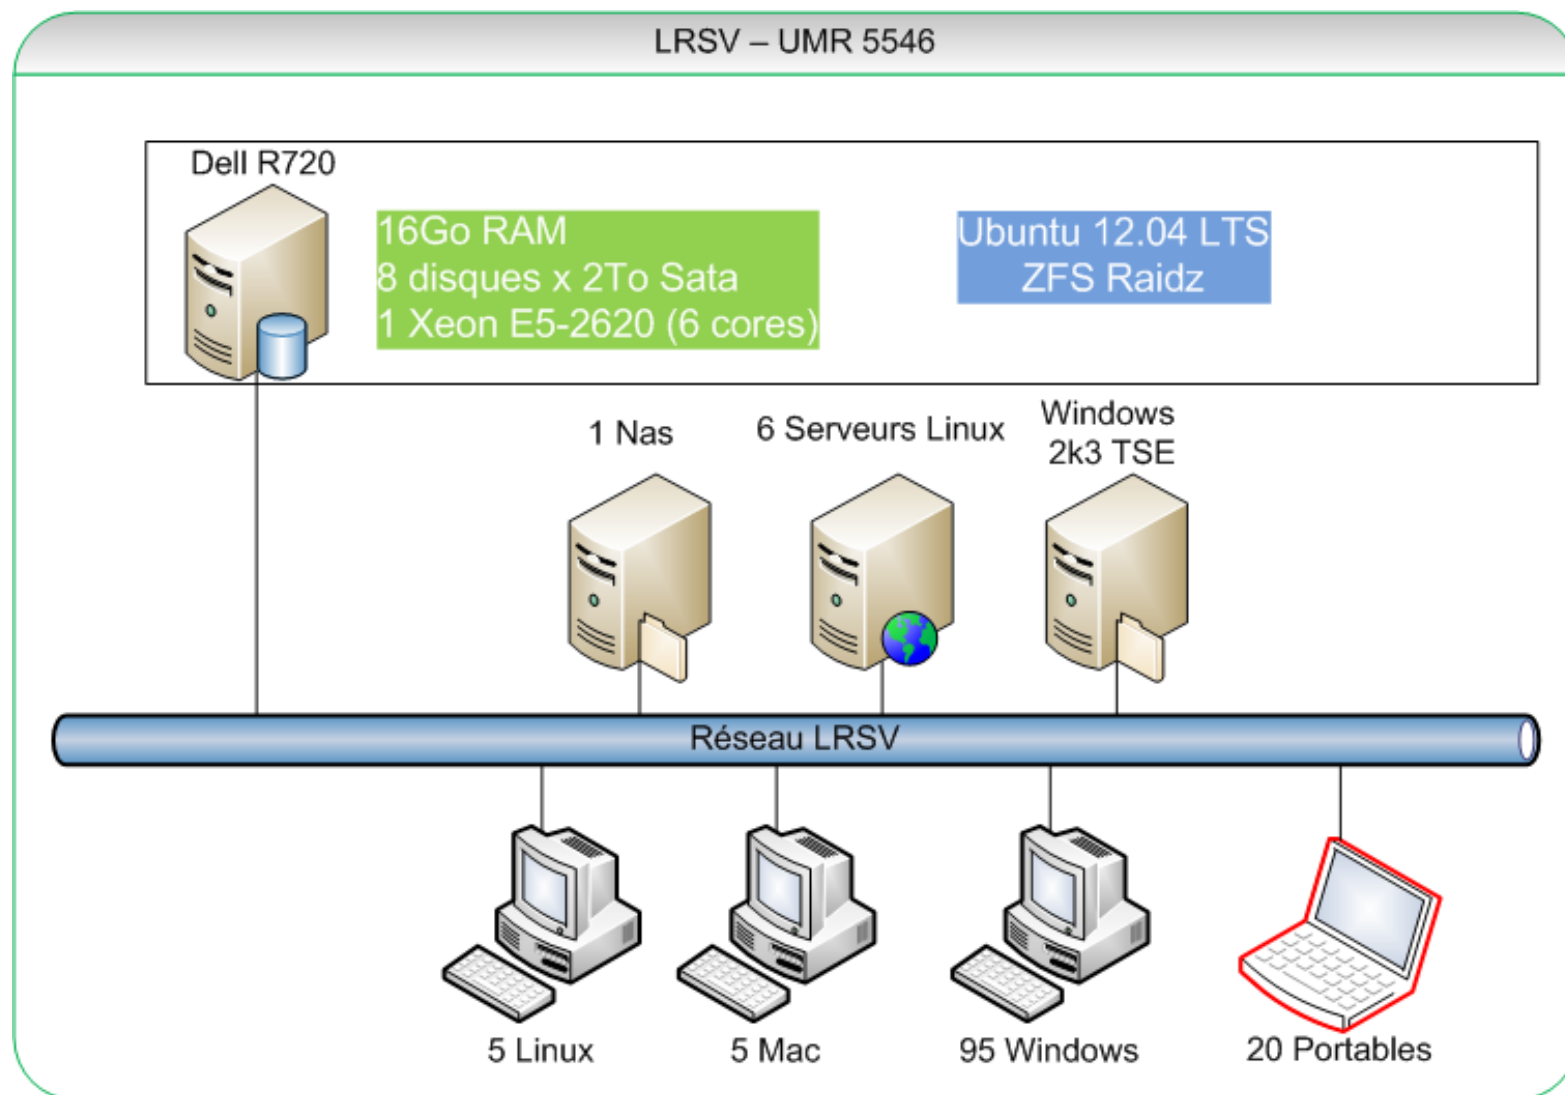 LRSV – UMR 5546
Dell R720
16Go RAM
8 disques x 2To Sata
1 Xeon E5-2620 (6 cores)
Ubuntu 12.04 LTS
ZFS Raidz
1 Nas
6 Serveurs Linux
Windows
2k3 TSE
Réseau LRSV
5 Linux
5 Mac
95 Windows
20 Portables